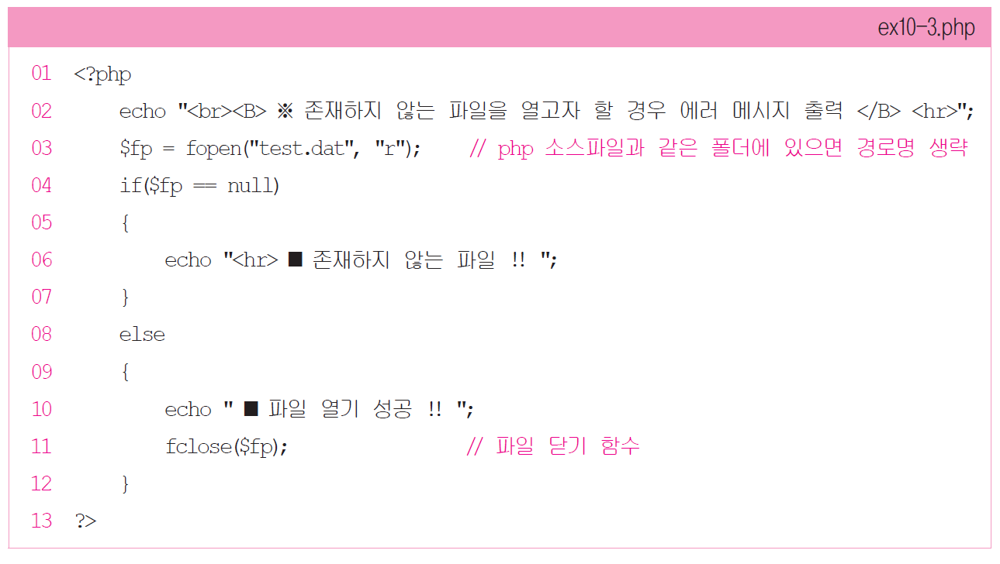 ex10-3.php
01 <?php
02 echo "<br><B> ※ 존재하지 않는 파일을 열고자 할 경우 에러 메시지 출력 </B> <hr>";
03 $fp = fopen("test.dat", "r"); // php 소스파일과 같은 폴더에 있으면 경로명 생략
04 if($fp == null)
05 {
06 echo "<hr> ■ 존재하지 않는 파일 !! ";
07 }
08 else
09 {
10 echo " ■ 파일 열기 성공 !! ";
11 fclose($fp); // 파일 닫기 함수
12 }
13 ?>